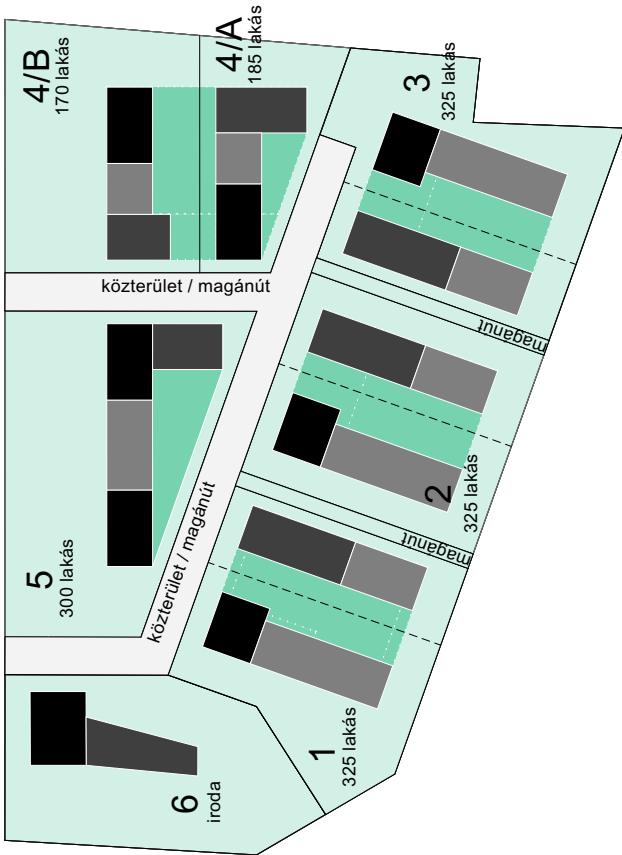 4/B
170 lakás
4/A
185 lakás
3
325 lakás
közterület / magánút
magánút
5
300 lakás
közterület / magánút
2
325 lakás
magánút
1
325 lakás
6
iroda